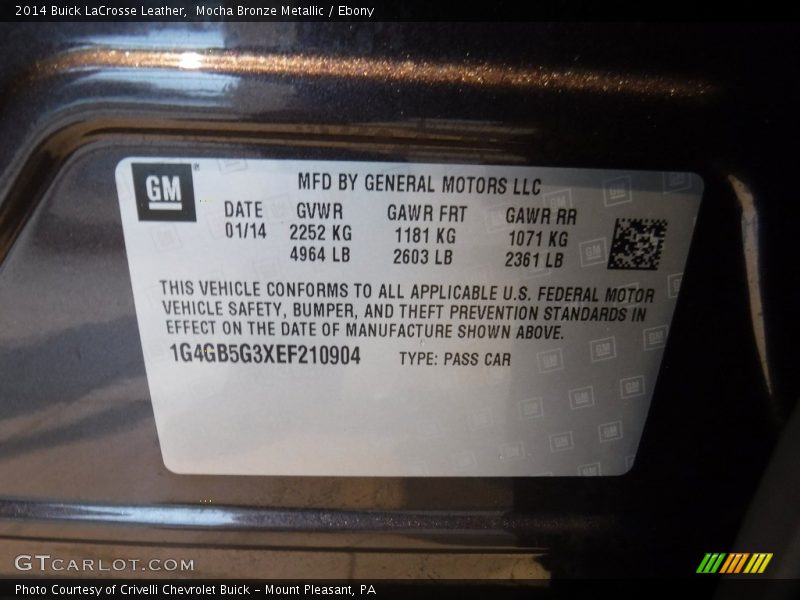 2014 Buick LaCrosse Leather,  Mocha Bronze Metallic / Ebony
GM
MFD BY GENERAL MOTORS LLC
DATE GVWR GAWR FRT GAWR RR
01/14 2252 KG 1181 KG 1071 KG
4964 LB 2603 LB 2361 LB
THIS VEHICLE CONFORMS TO ALL APPLICABLE U.S. FEDERAL MOTOR
VEHICLE SAFETY, BUMPER, AND THEFT PREVENTION STANDARDS IN
EFFECT ON THE DATE OF MANUFACTURE SHOWN ABOVE.
1G4GB5G3XEF210904 TYPE: PASS CAR
GTCARLOT.COM
Photo Courtesy of Crivelli Chevrolet Buick - Mount Pleasant, PA